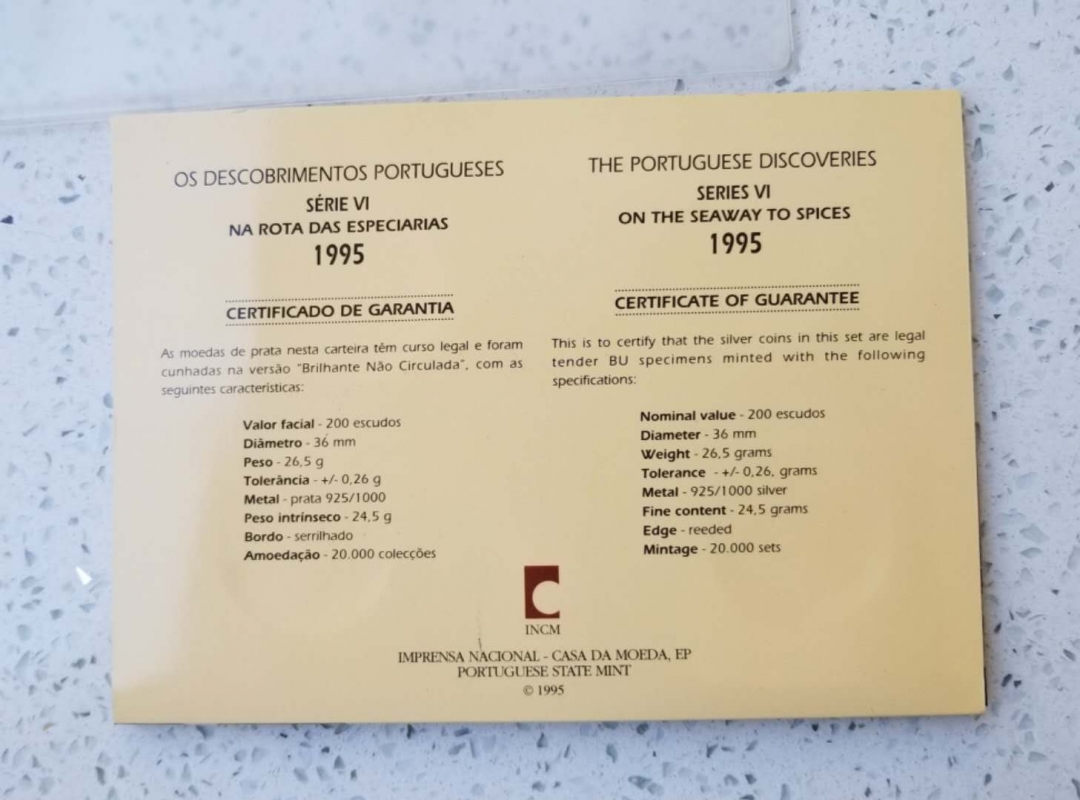 OS DESCOBRIMENTOS PORTUGUESES
SÉRIE VI
NA ROTA DAS ESPECIARIAS
1995
CERTIFICADO DE GARANTIA
As moedas de prata nesta carteira têm curso legal e foram
cunhadas na versão "Brilhante Não Circulada", com as
seguintes características:
Valor facial - 200 escudos
Diâmetro - 36 mm
Peso - 26,5 g
Tolerância - +/- 0,26 g
Metal - prata 925/1000
Peso intrínseco - 24,5 g
Bordo - serrilhado
Amoedação - 20.000 colecções
THE PORTUGUESE DISCOVERIES
SERIES VI
ON THE SEAWAY TO SPICES
1995
CERTIFICATE OF GUARANTEE
This is to certify that the silver coins in this set are legal
tender BU specimens minted with the following
specifications:
Nominal value - 200 escudos
Diameter - 36 mm
Weight - 26,5 grams
Tolerance - +/- 0,26, grams
Metal - 925/1000 silver
Fine content - 24,5 grams
Edge - reeded
Mintage - 20.000 sets
INCM
IMPRENSA NACIONAL - CASA DA MOEDA, EP
PORTUGUESE STATE MINT
© 1995